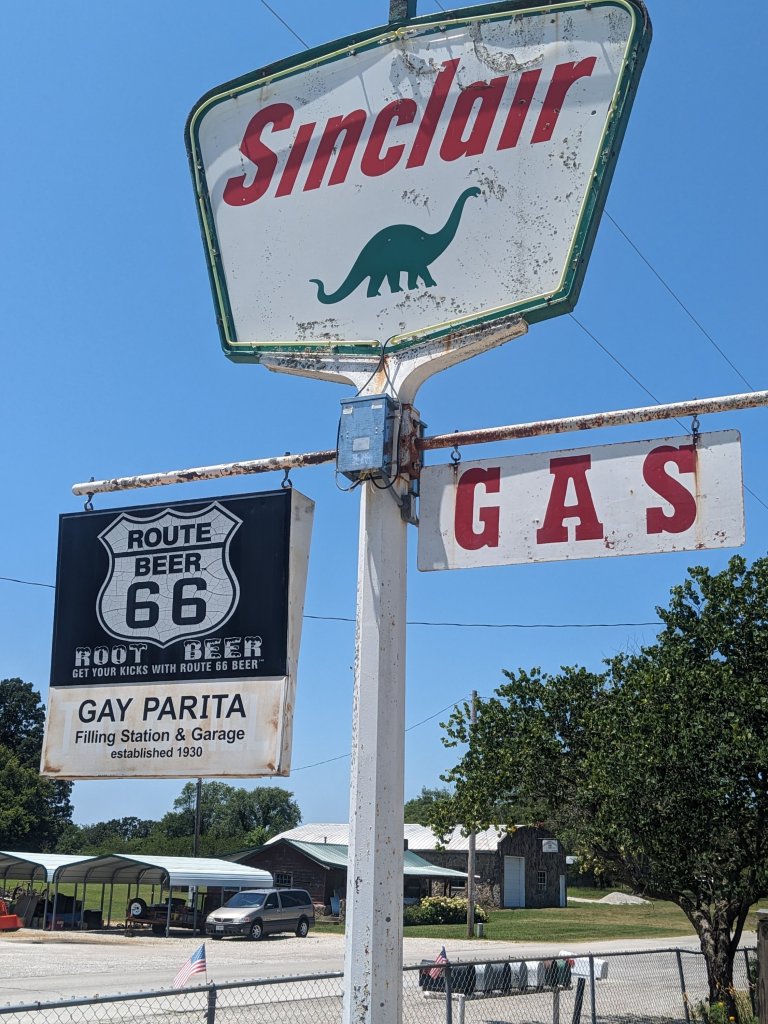 Sinclair
GAS
ROUTE
BEER
66
ROOT BEER
GET YOUR KICKS WITH ROUTE 66 BEER™
GAY PARITA
Filling Station & Garage
established 1930